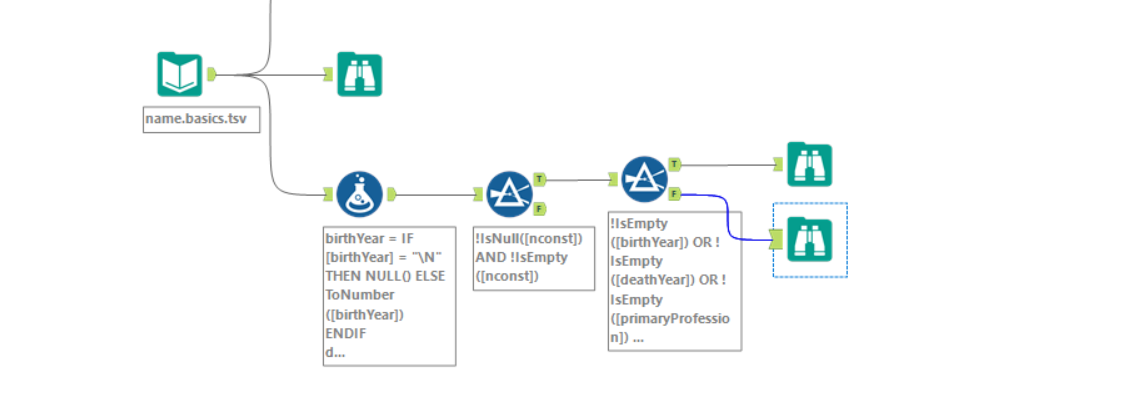 name.basics.tsv
T
F
T
F
birthYear = IF
[birthYear] = "\N"
THEN NULL() ELSE
ToNumber
([birthYear])
ENDIF
d...
!IsNull([nconst])
AND !IsEmpty
([nconst])
!IsEmpty
([birthYear]) OR !
IsEmpty
([deathYear]) OR !
IsEmpty
([primaryProfessio
n]) ...